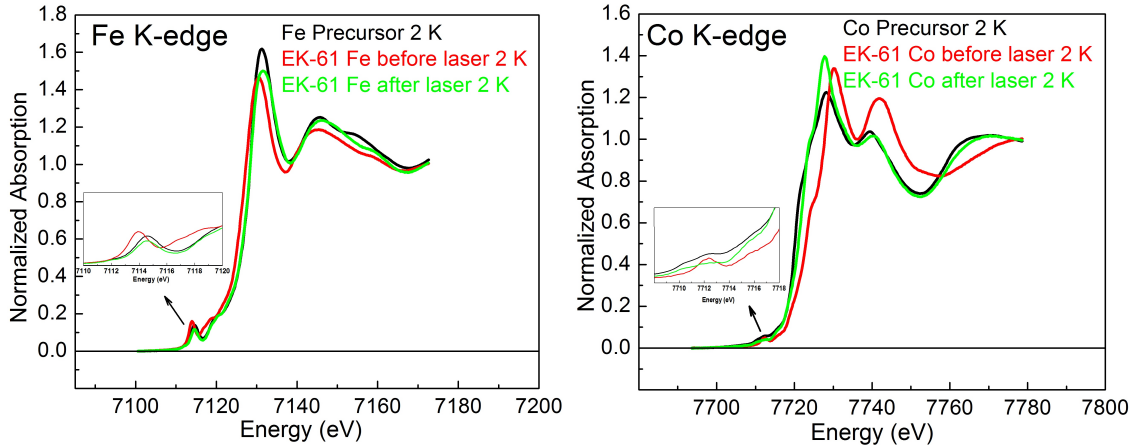 Fe K-edge
Fe Precursor 2 K
EK-61 Fe before laser 2 K
EK-61 Fe after laser 2 K
Normalized Absorption
1.6
1.4
1.2
1.0
0.8
0.6
0.4
0.2
0.0
7110 7112 7114 7116 7118 7120
Energy (eV)
7100 7120 7140 7160 7180 7200
Energy (eV)
Co K-edge
Co Precursor 2 K
EK-61 Co before laser 2 K
EK-61 Co after laser 2 K
Normalized Absorption
1.6
1.4
1.2
1.0
0.8
0.6
0.4
0.2
0.0
7710 7712 7714 7716 7718
Energy (eV)
7700 7720 7740 7760 7780 7800
Energy (eV)